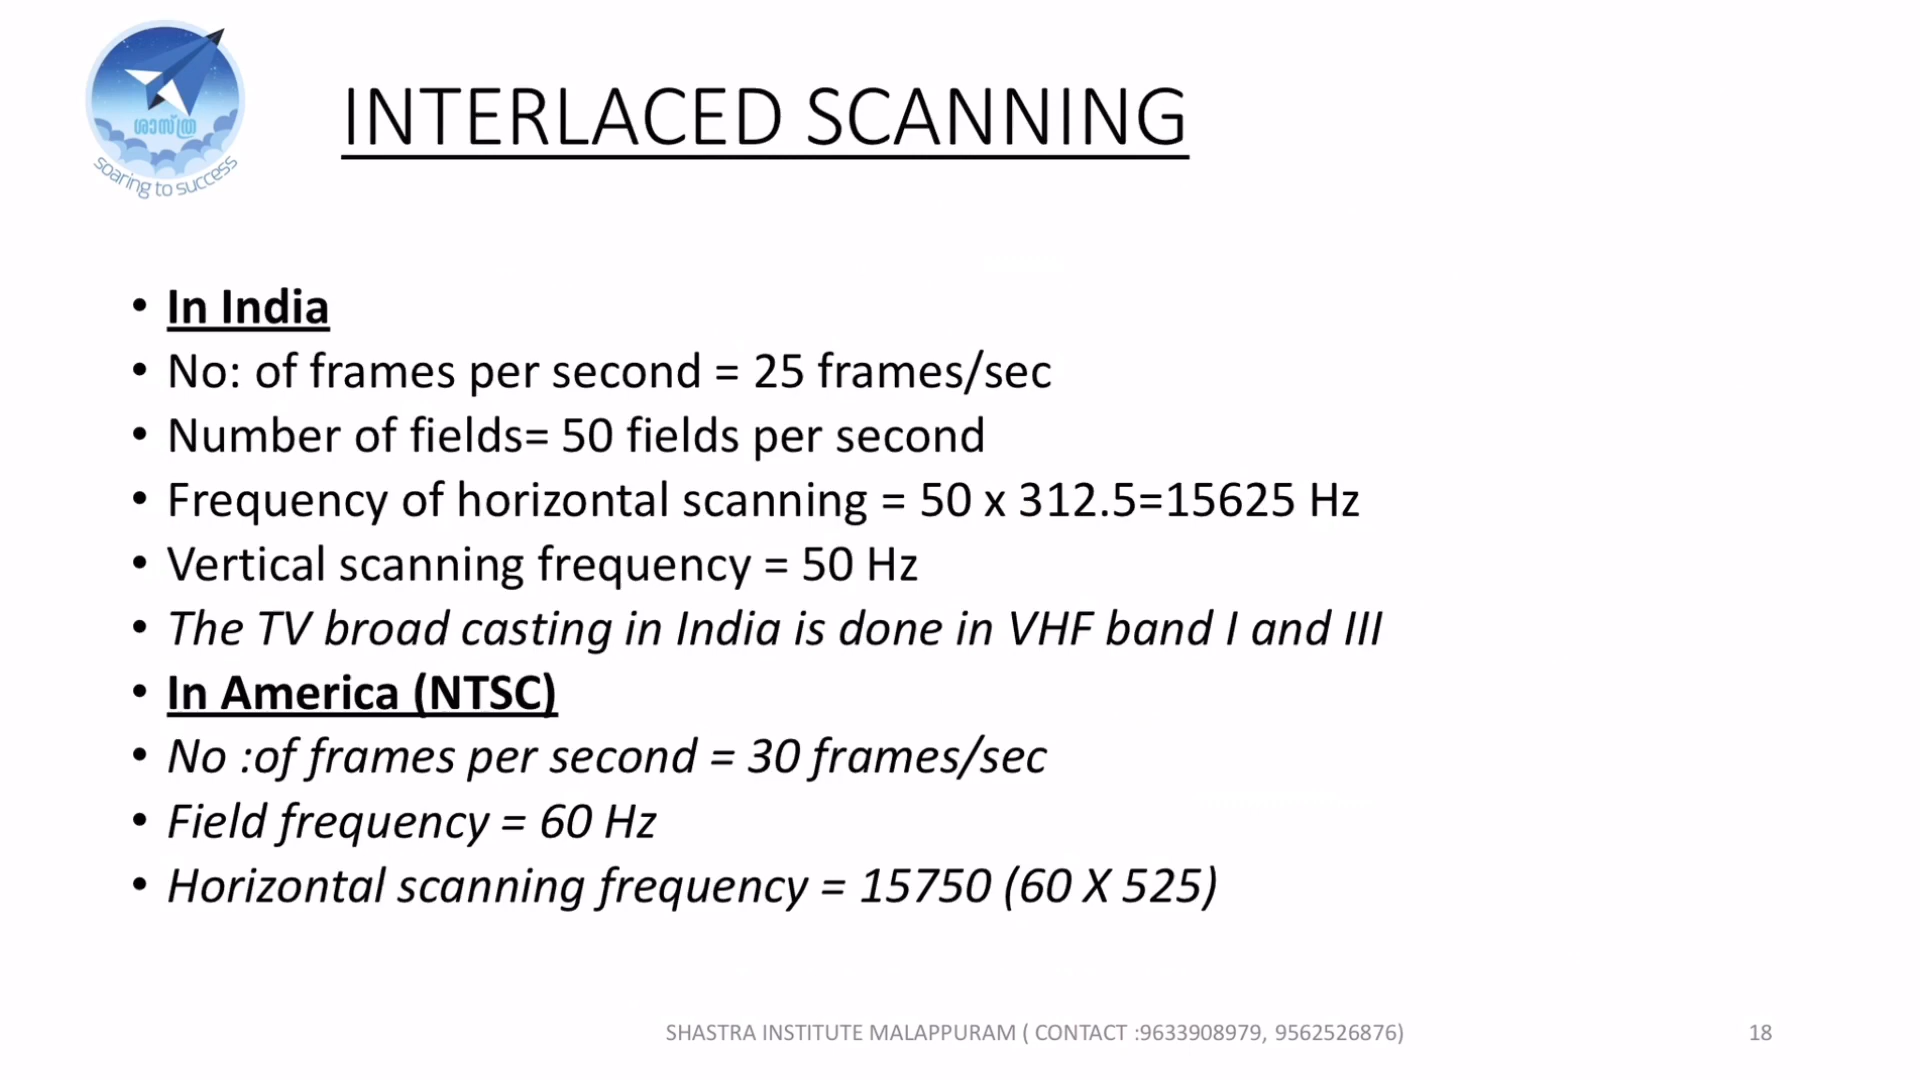 ശാസ്ത്ര
soaring to success
INTERLACED SCANNING
• In India
• No: of frames per second = 25 frames/sec
• Number of fields= 50 fields per second
• Frequency of horizontal scanning = 50 x 312.5=15625 Hz
• Vertical scanning frequency = 50 Hz
• The TV broad casting in India is done in VHF band I and III
• In America (NTSC)
• No :of frames per second = 30 frames/sec
• Field frequency = 60 Hz
• Horizontal scanning frequency = 15750 (60 X 525)
SHASTRA INSTITUTE MALAPPURAM ( CONTACT :9633908979, 9562526876)
18